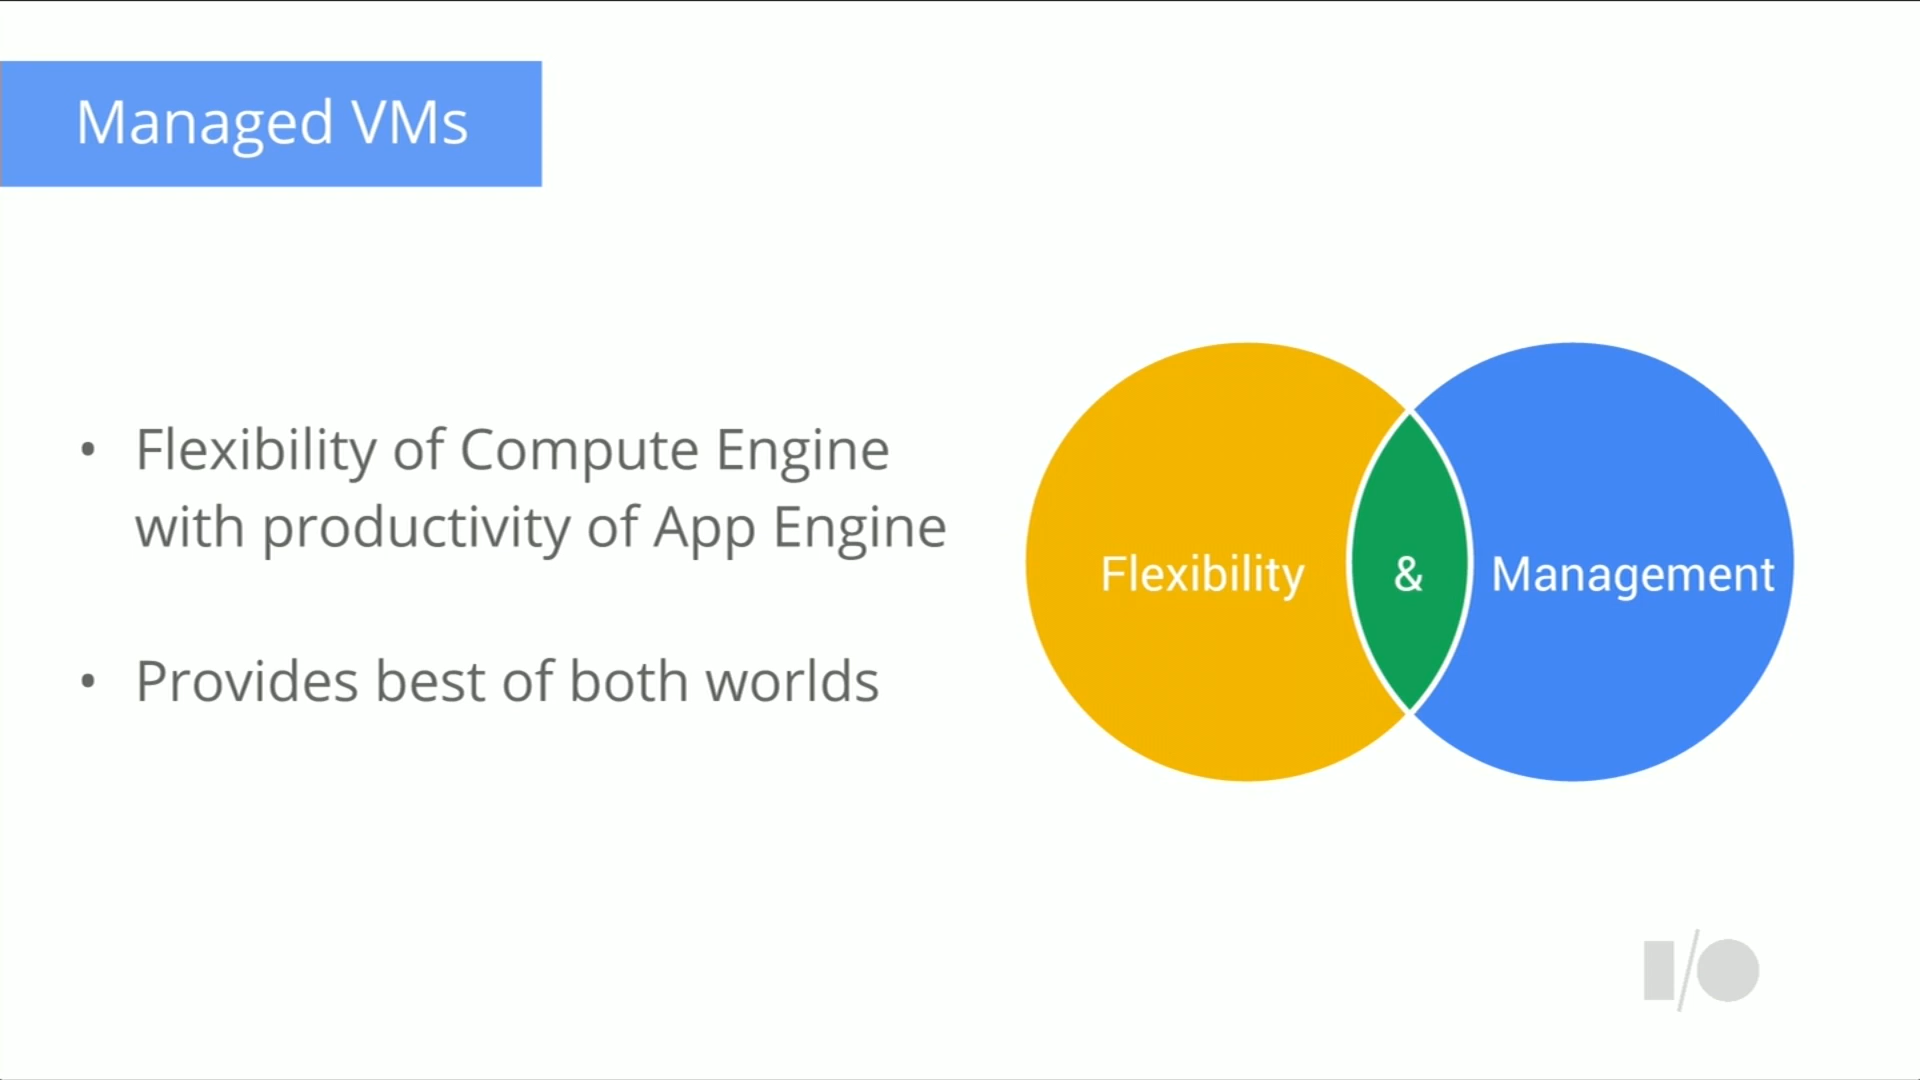 Managed VMs
• Flexibility of Compute Engine
with productivity of App Engine
• Provides best of both worlds
Flexibility & Management
I/O